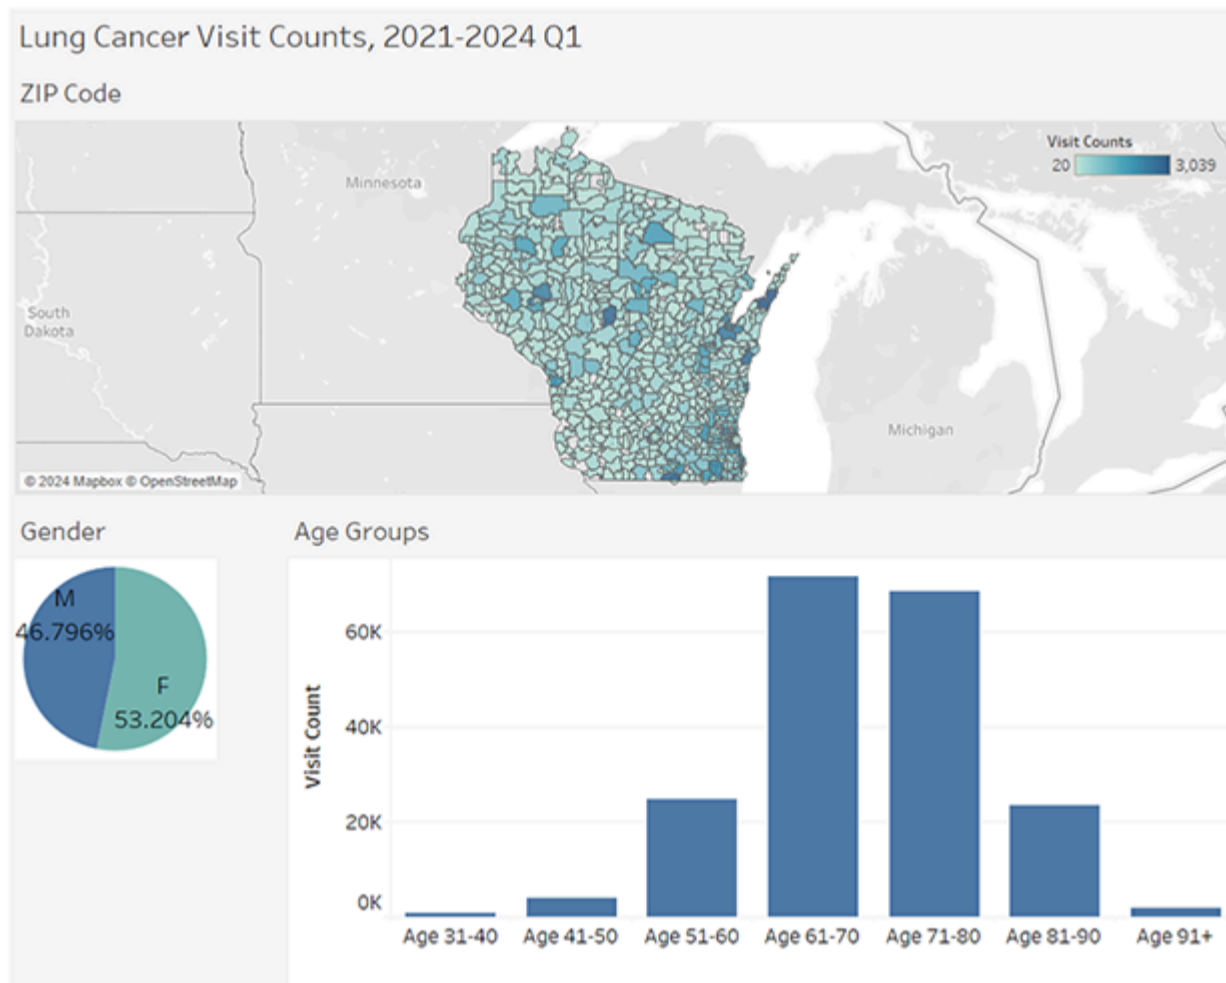 Lung Cancer Visit Counts, 2021-2024 Q1
ZIP Code
Visit Counts
20 3,039
Minnesota
South
Dakota
Michigan
© 2024 Mapbox © OpenStreetMap
Gender
M
46.796%
F
53.204%
Age Groups
Visit Count
60K
40K
20K
0K
Age 31-40 Age 41-50 Age 51-60 Age 61-70 Age 71-80 Age 81-90 Age 91+